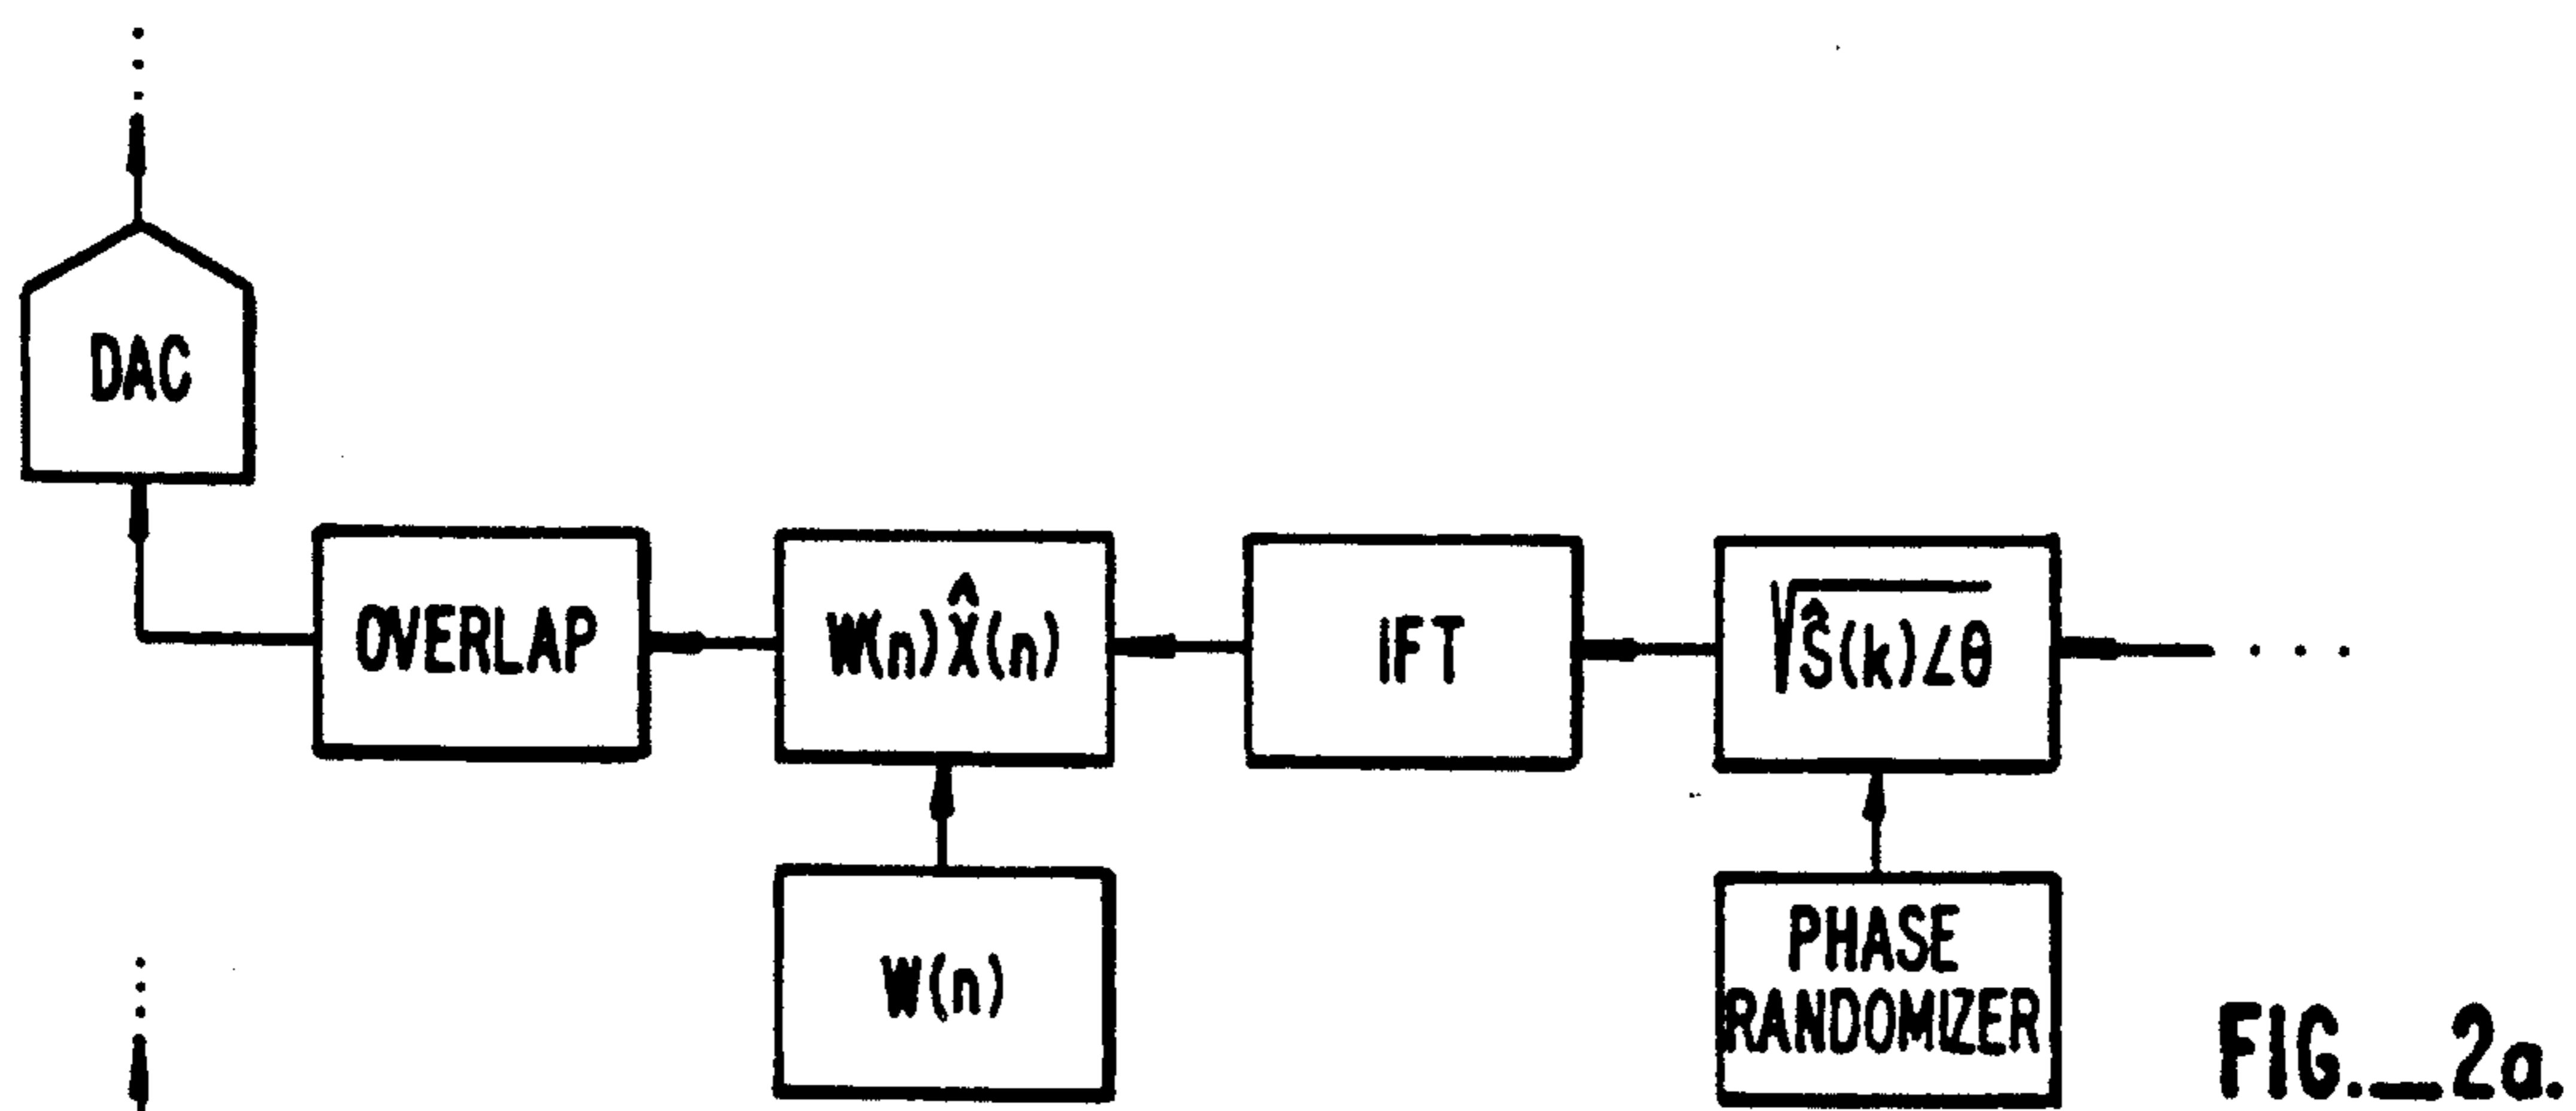 DAC
OVERLAP
W(n)X̂(n)
IFT
√Ŝ(k)∠θ
W(n)
PHASE
RANDOMIZER
FIG._2a.